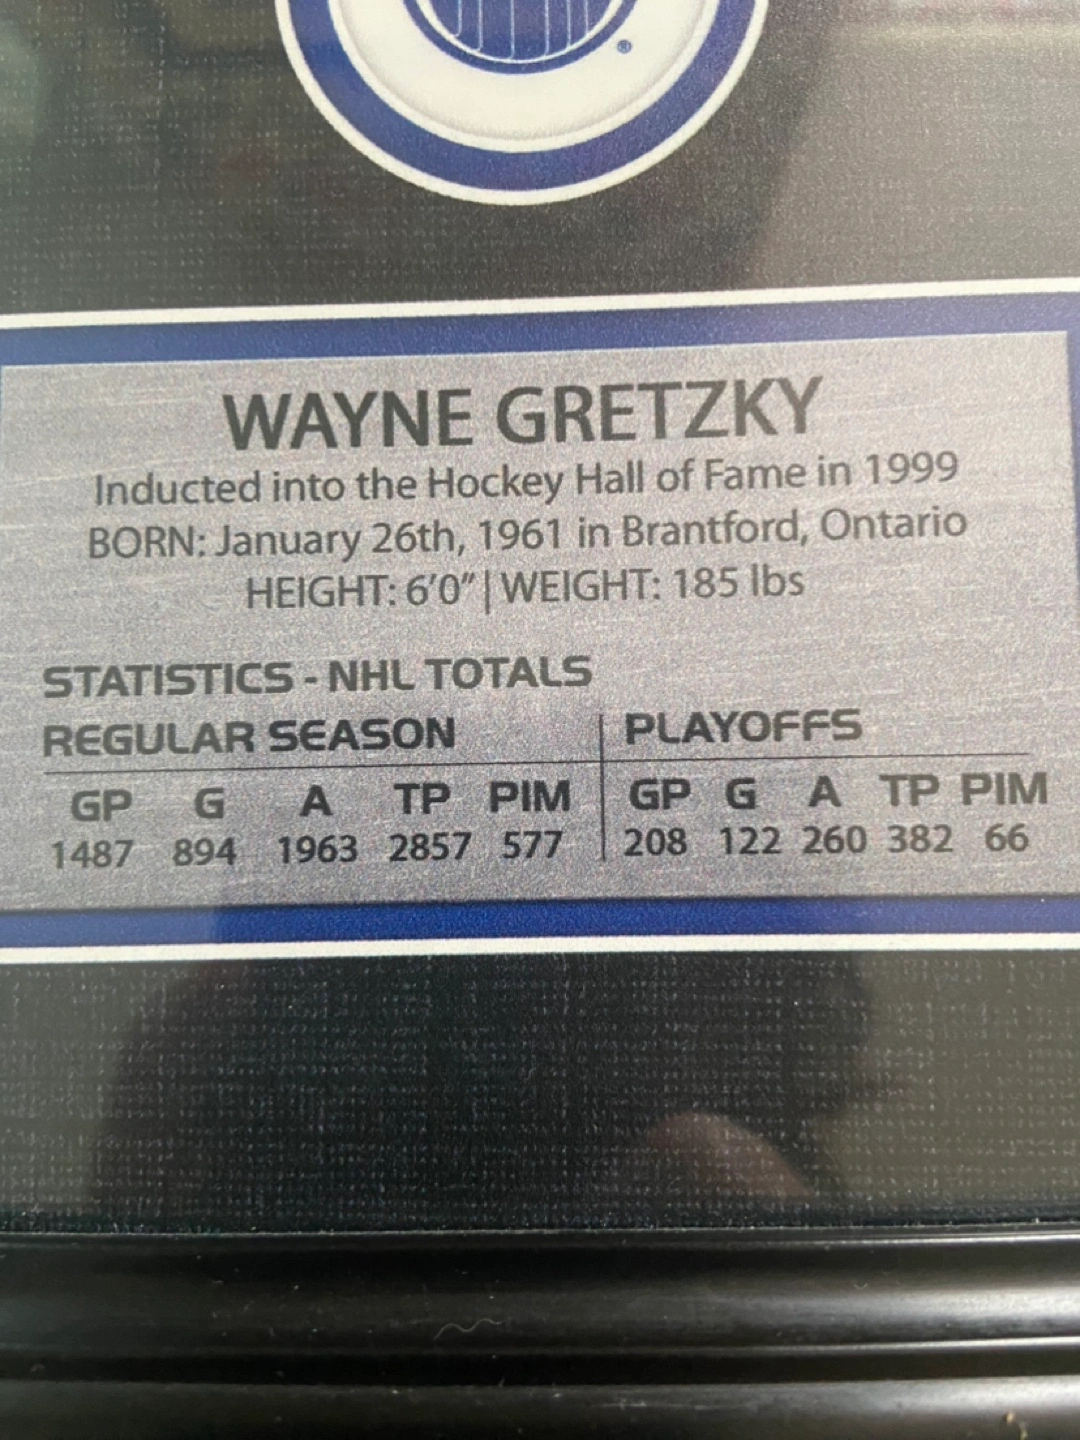 ®
WAYNE GRETZKY
Inducted into the Hockey Hall of Fame in 1999
BORN: January 26th, 1961 in Brantford, Ontario
HEIGHT: 6'0" | WEIGHT: 185 lbs
STATISTICS - NHL TOTALS
REGULAR SEASON PLAYOFFS
GP G A TP PIM GP G A TP PIM
1487 894 1963 2857 577 208 122 260 382 66